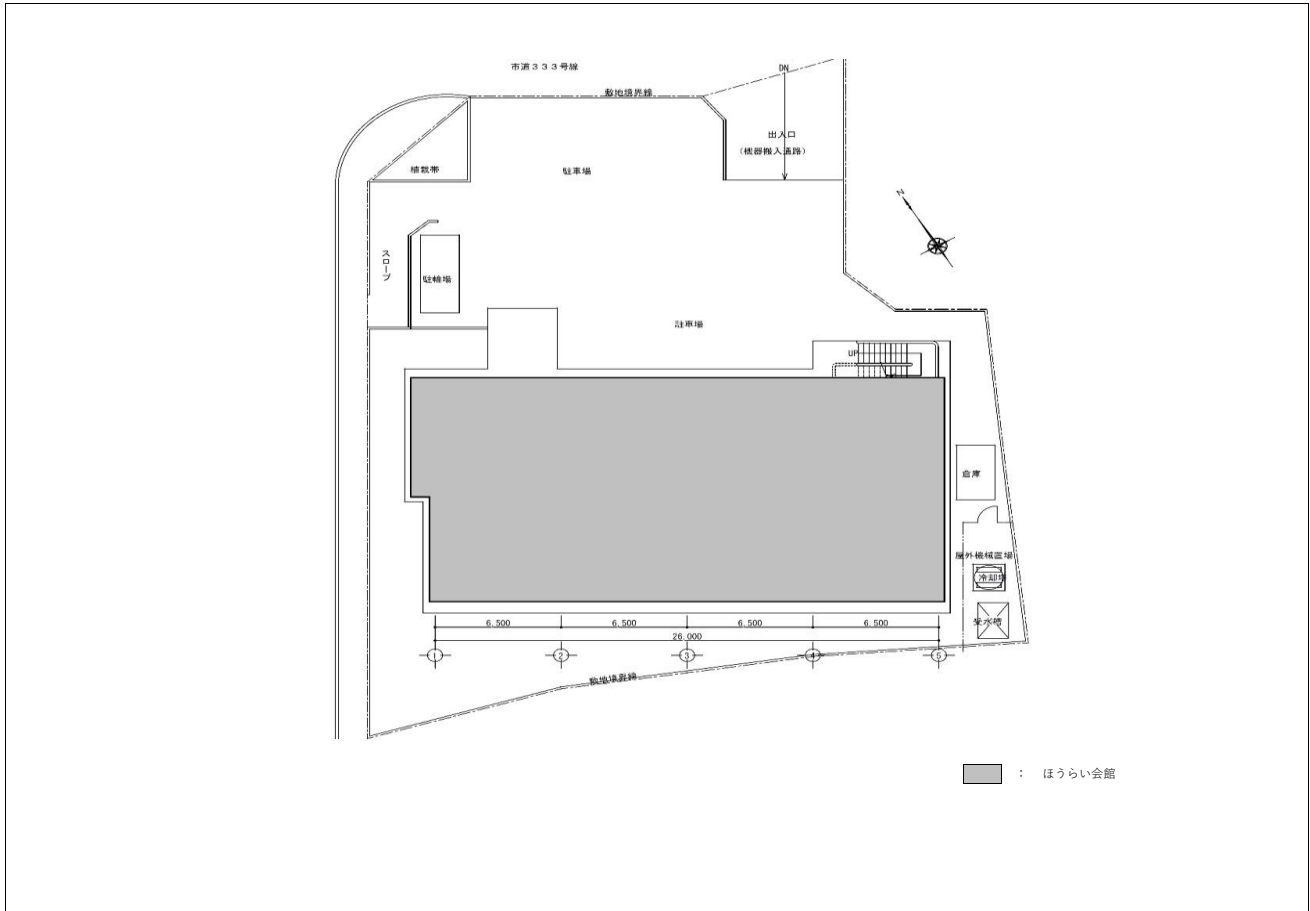 市道333号線
DN
敷地境界線
出入口
(機器搬入通路)
植栽帯
駐車場
N
スロープ
駐輪場
駐車場
UP
倉庫
屋外機械置場
冷却塔
受水槽
6,500
6,500
6,500
6,500
26,000
1
2
3
4
5
敷地境界線
： ほうらい会館